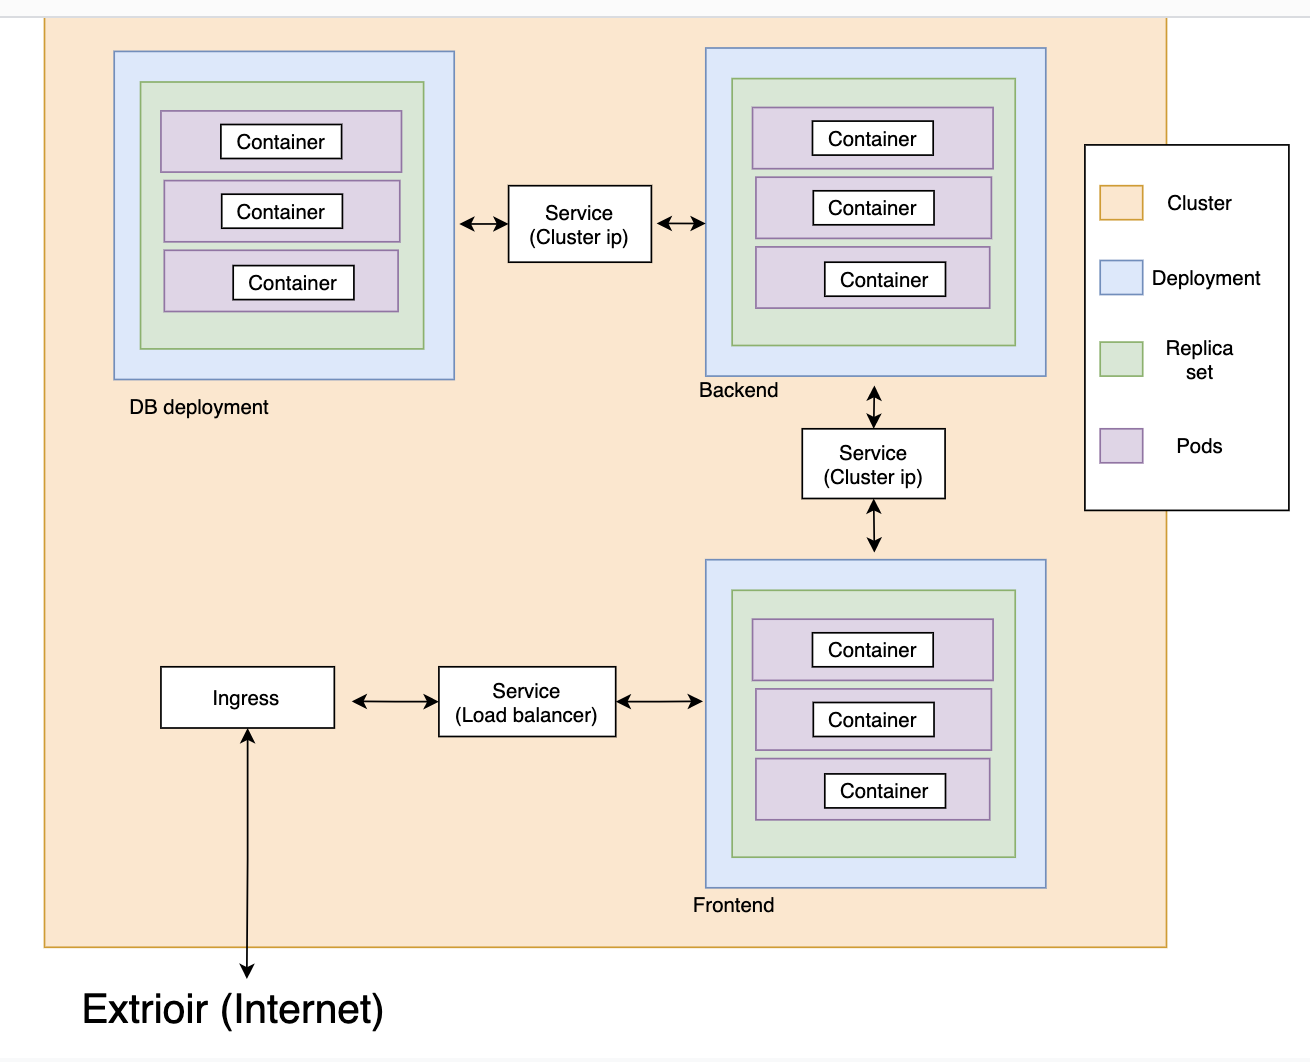 Container
Container
Container
DB deployment
Service
(Cluster ip)
Container
Container
Container
Backend
Service
(Cluster ip)
Cluster
Deployment
Replica
set
Pods
Ingress
Service
(Load balancer)
Container
Container
Container
Frontend
Extrioir (Internet)